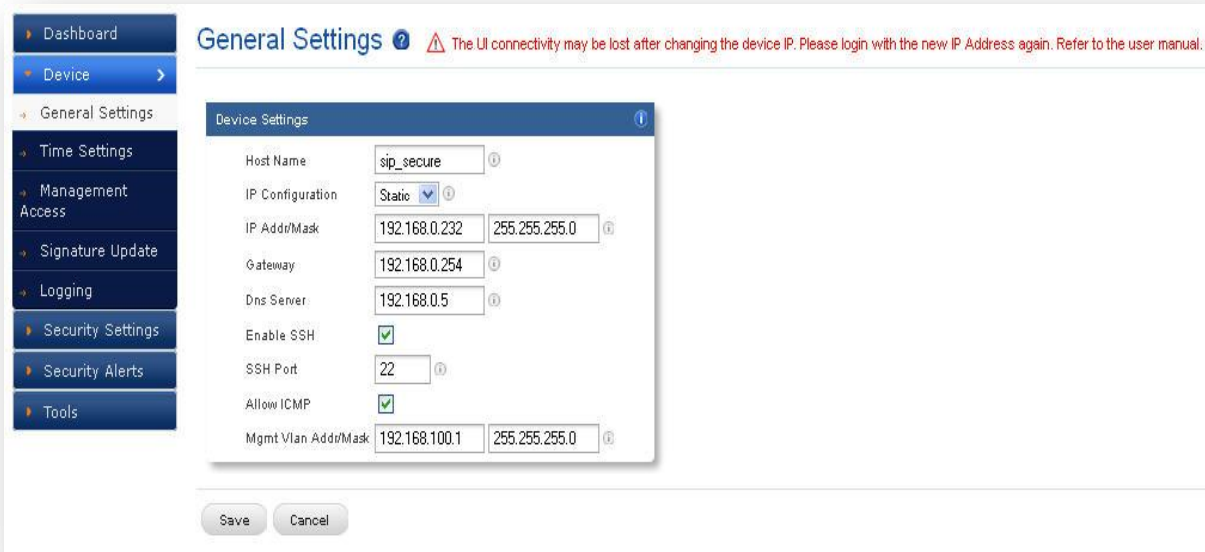 Dashboard
Device
General Settings
Time Settings
Management
Access
Signature Update
Logging
Security Settings
Security Alerts
Tools
General Settings ? The UI connectivity may be lost after changing the device IP. Please login with the new IP Address again. Refer to the user manual.
Device Settings
Host Name sip_secure
IP Configuration Static
IP Addr/Mask 192.168.0.232 255.255.255.0
Gateway 192.168.0.254
Dns Server 192.168.0.5
Enable SSH
SSH Port 22
Allow ICMP
Mgmt Vlan Addr/Mask 192.168.100.1 255.255.255.0
Save Cancel